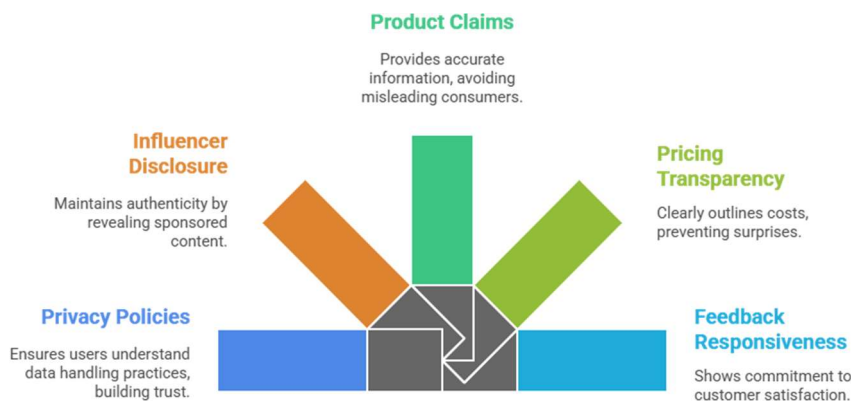 Product Claims
Provides accurate
information, avoiding
misleading consumers.
Influencer
Disclosure
Maintains authenticity by
revealing sponsored
content.
Pricing
Transparency
Clearly outlines costs,
preventing surprises.
Privacy Policies
Ensures users understand
data handling practices,
building trust.
Feedback
Responsiveness
Shows commitment to
customer satisfaction.